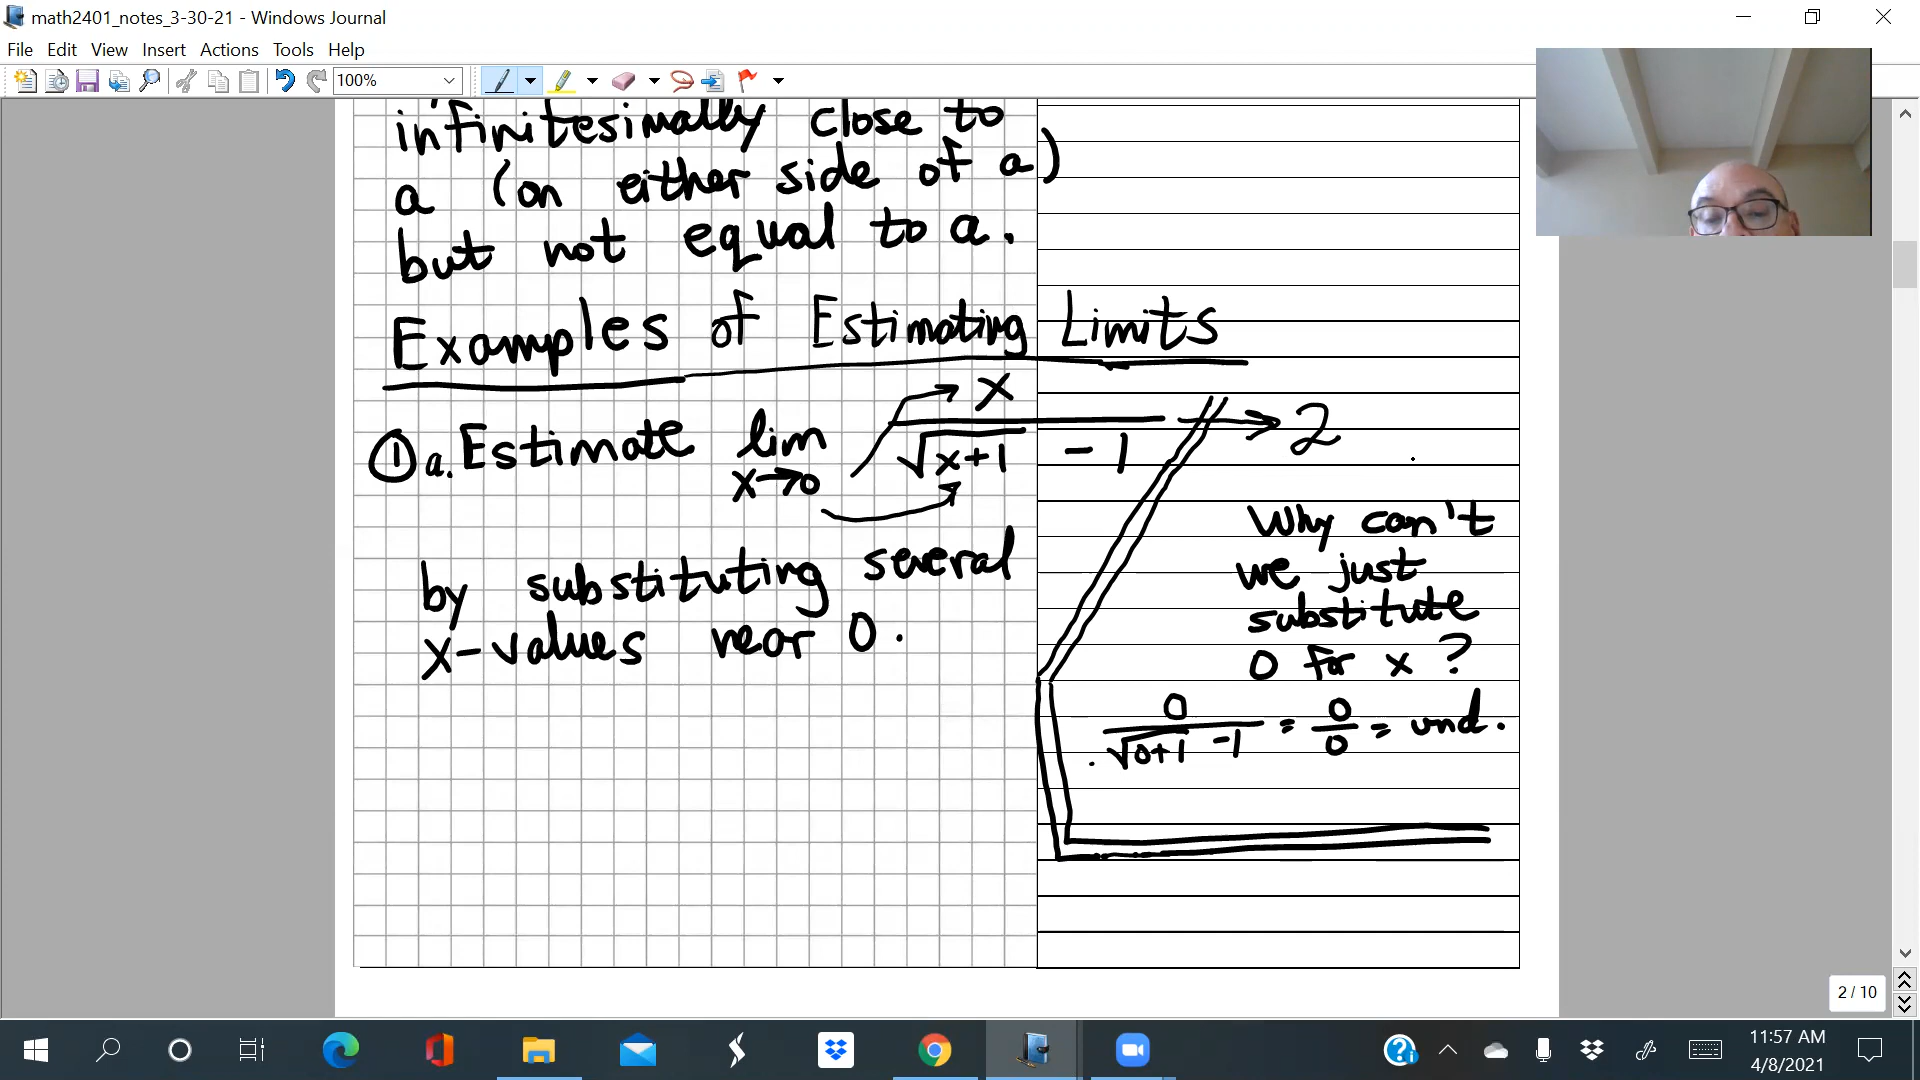 math2401_notes_3-30-21 - Windows Journal
File Edit View Insert Actions Tools Help
100%
infinitesimally close to
a (on either side of a)
but not equal to a.
Examples of Estimating Limits
① a. Estimate lim x→0 x / (√(x+1) - 1) → 2
by substituting several
x-values near 0.
Why can't
we just
substitute
0 for x ?
0 / (√(0+1) - 1) = 0/0 = und.
2 / 10
11:57 AM
4/8/2021